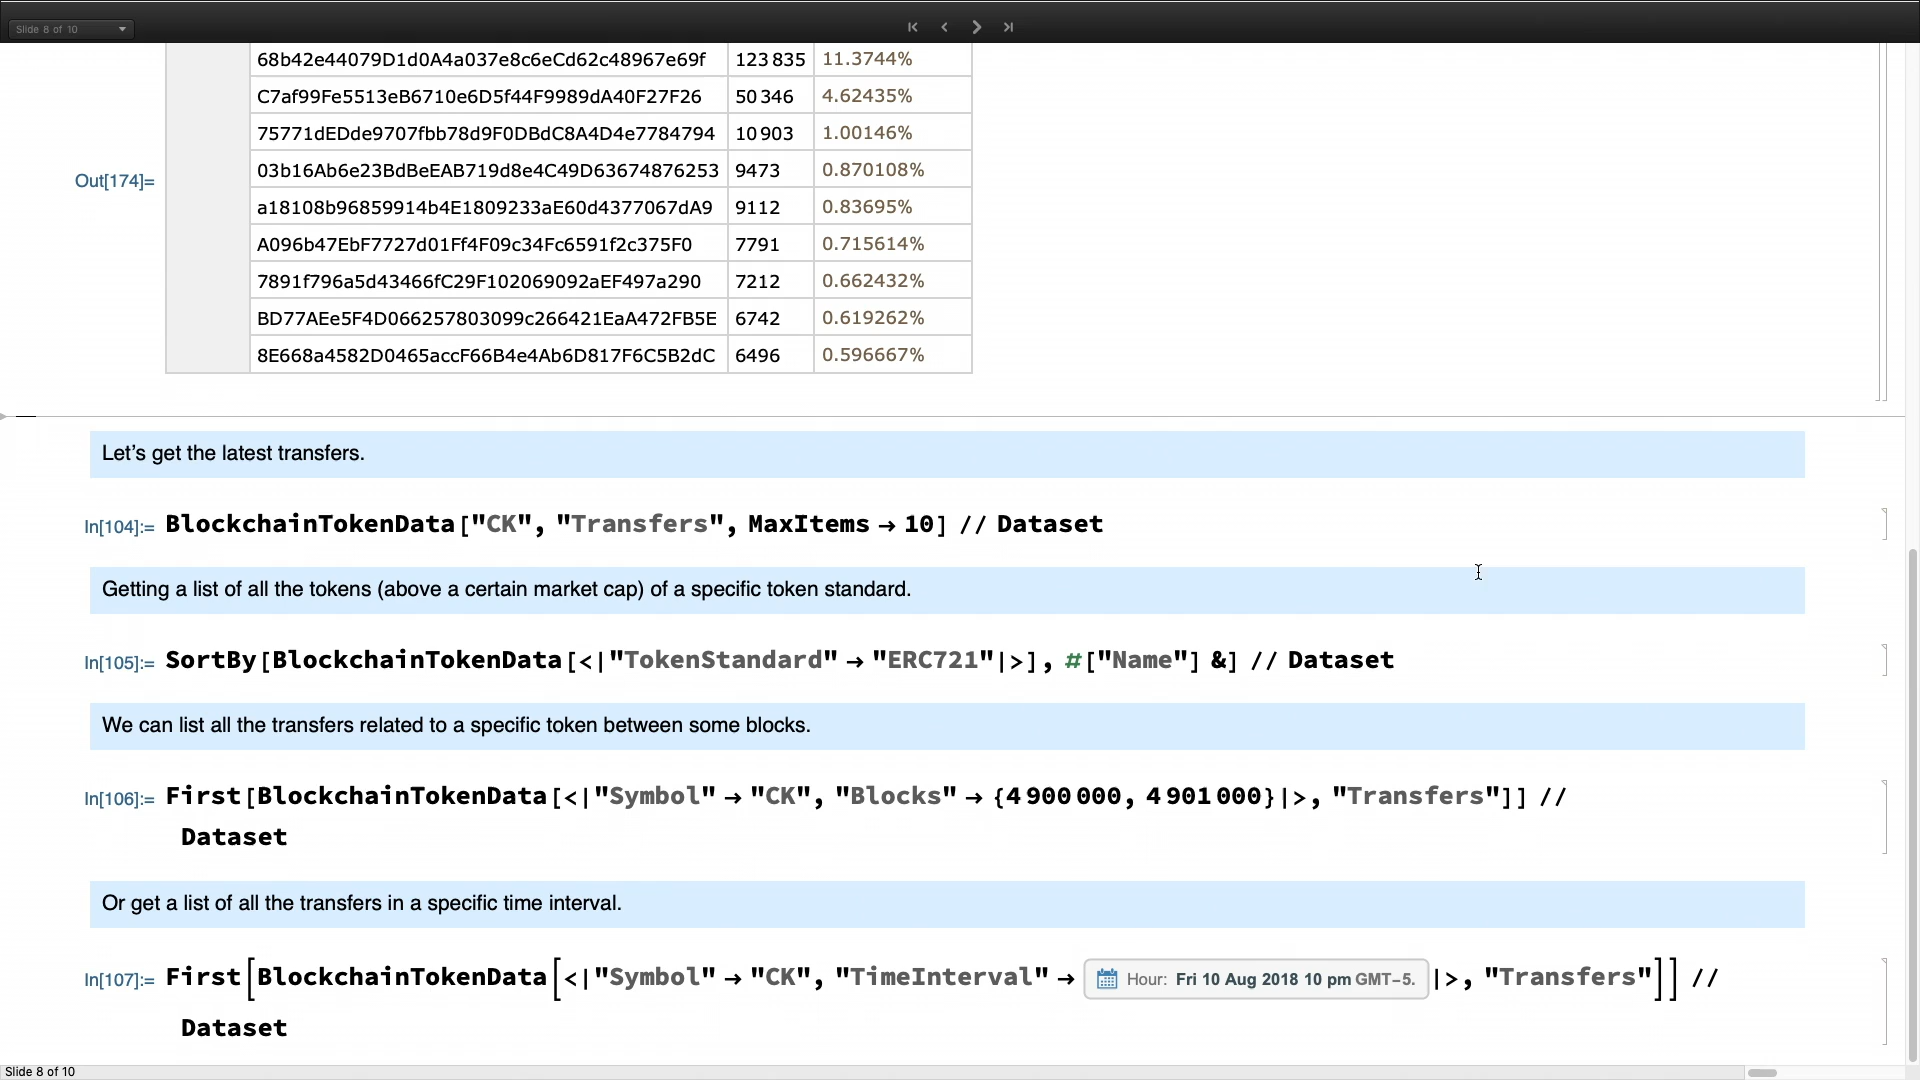 Slide 8 of 10
68b42e44079D1d0A4a037e8c6eCd62c48967e69f 123 835 11.3744%
C7af99Fe5513eB6710e6D5f44F9989dA40F27F26 50 346 4.62435%
75771dEDde9707fbb78d9F0DBdC8A4D4e7784794 10 903 1.00146%
03b16Ab6e23BdBeEAB719d8e4C49D63674876253 9473 0.870108%
Out[174]=
a18108b96859914b4E1809233aE60d4377067dA9 9112 0.83695%
A096b47EbF7727d01Ff4F09c34Fc6591f2c375F0 7791 0.715614%
7891f796a5d43466fC29F102069092aEF497a290 7212 0.662432%
BD77AEe5F4D066257803099c266421EaA472FB5E 6742 0.619262%
8E668a4582D0465accF66B4e4Ab6D817F6C5B2dC 6496 0.596667%
Let’s get the latest transfers.
In[104]:= BlockchainTokenData["CK", "Transfers", MaxItems → 10] // Dataset
Getting a list of all the tokens (above a certain market cap) of a specific token standard.
In[105]:= SortBy[BlockchainTokenData[<|"TokenStandard" → "ERC721"|>], #["Name"] &] // Dataset
We can list all the transfers related to a specific token between some blocks.
In[106]:= First[BlockchainTokenData[<|"Symbol" → "CK", "Blocks" → {4 900 000, 4 901 000}|>, "Transfers"]] //
Dataset
Or get a list of all the transfers in a specific time interval.
In[107]:= First[BlockchainTokenData[<|"Symbol" → "CK", "TimeInterval" → Hour: Fri 10 Aug 2018 10 pm GMT−5. |>, "Transfers"]] //
Dataset
Slide 8 of 10